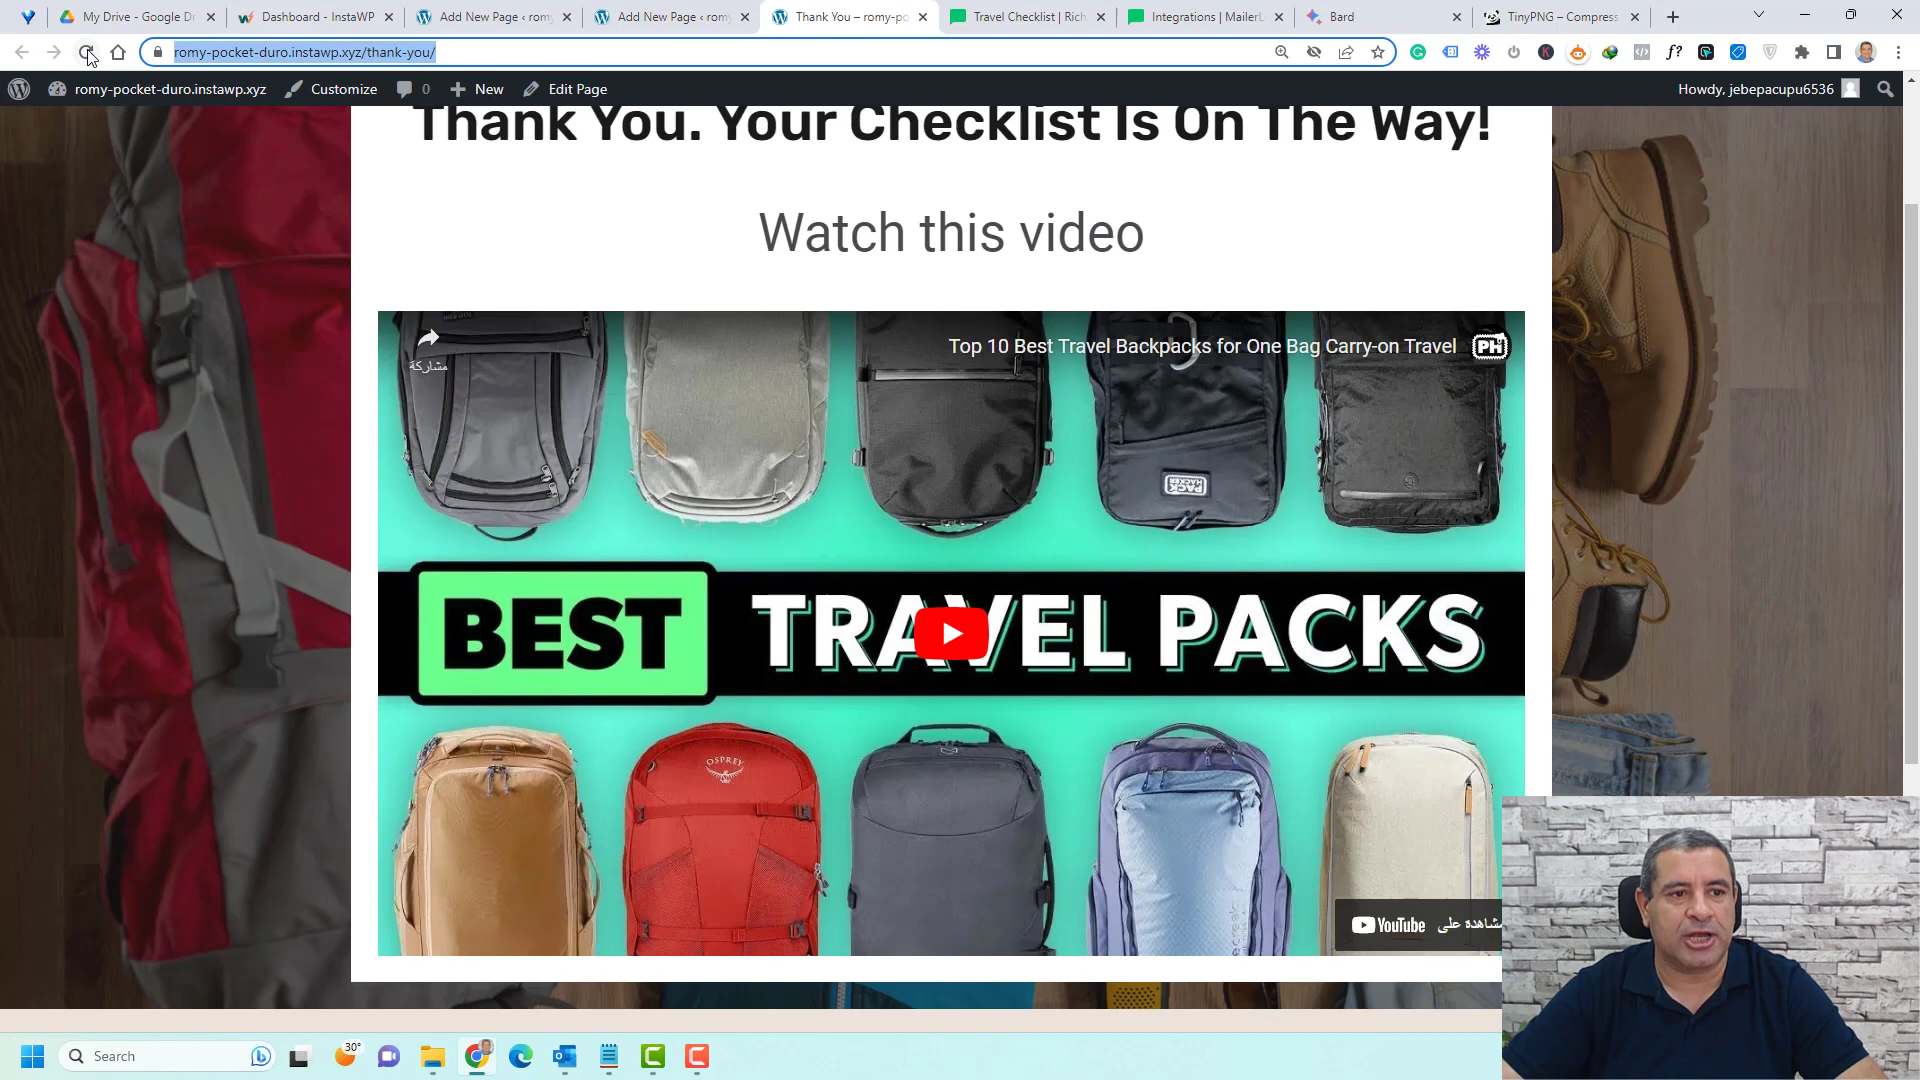 My Drive - Google Dr
Dashboard - InstaWP
Add New Page ‹ romy
Add New Page ‹ romy
Thank You – romy-po
Travel Checklist | Rich
Integrations | MailerL
Bard
TinyPNG – Compress
romy-pocket-duro.instawp.xyz/thank-you/
romy-pocket-duro.instawp.xyz
Customize
0
New
Edit Page
Howdy, jebepacupu6536
Thank You. Your Checklist Is On The Way!
Watch this video
مشاركة
Top 10 Best Travel Backpacks for One Bag Carry-on Travel
PH
PACK
HACKER
BEST TRAVEL PACKS
OSPREY
مشاهدة على YouTube
Search
30°